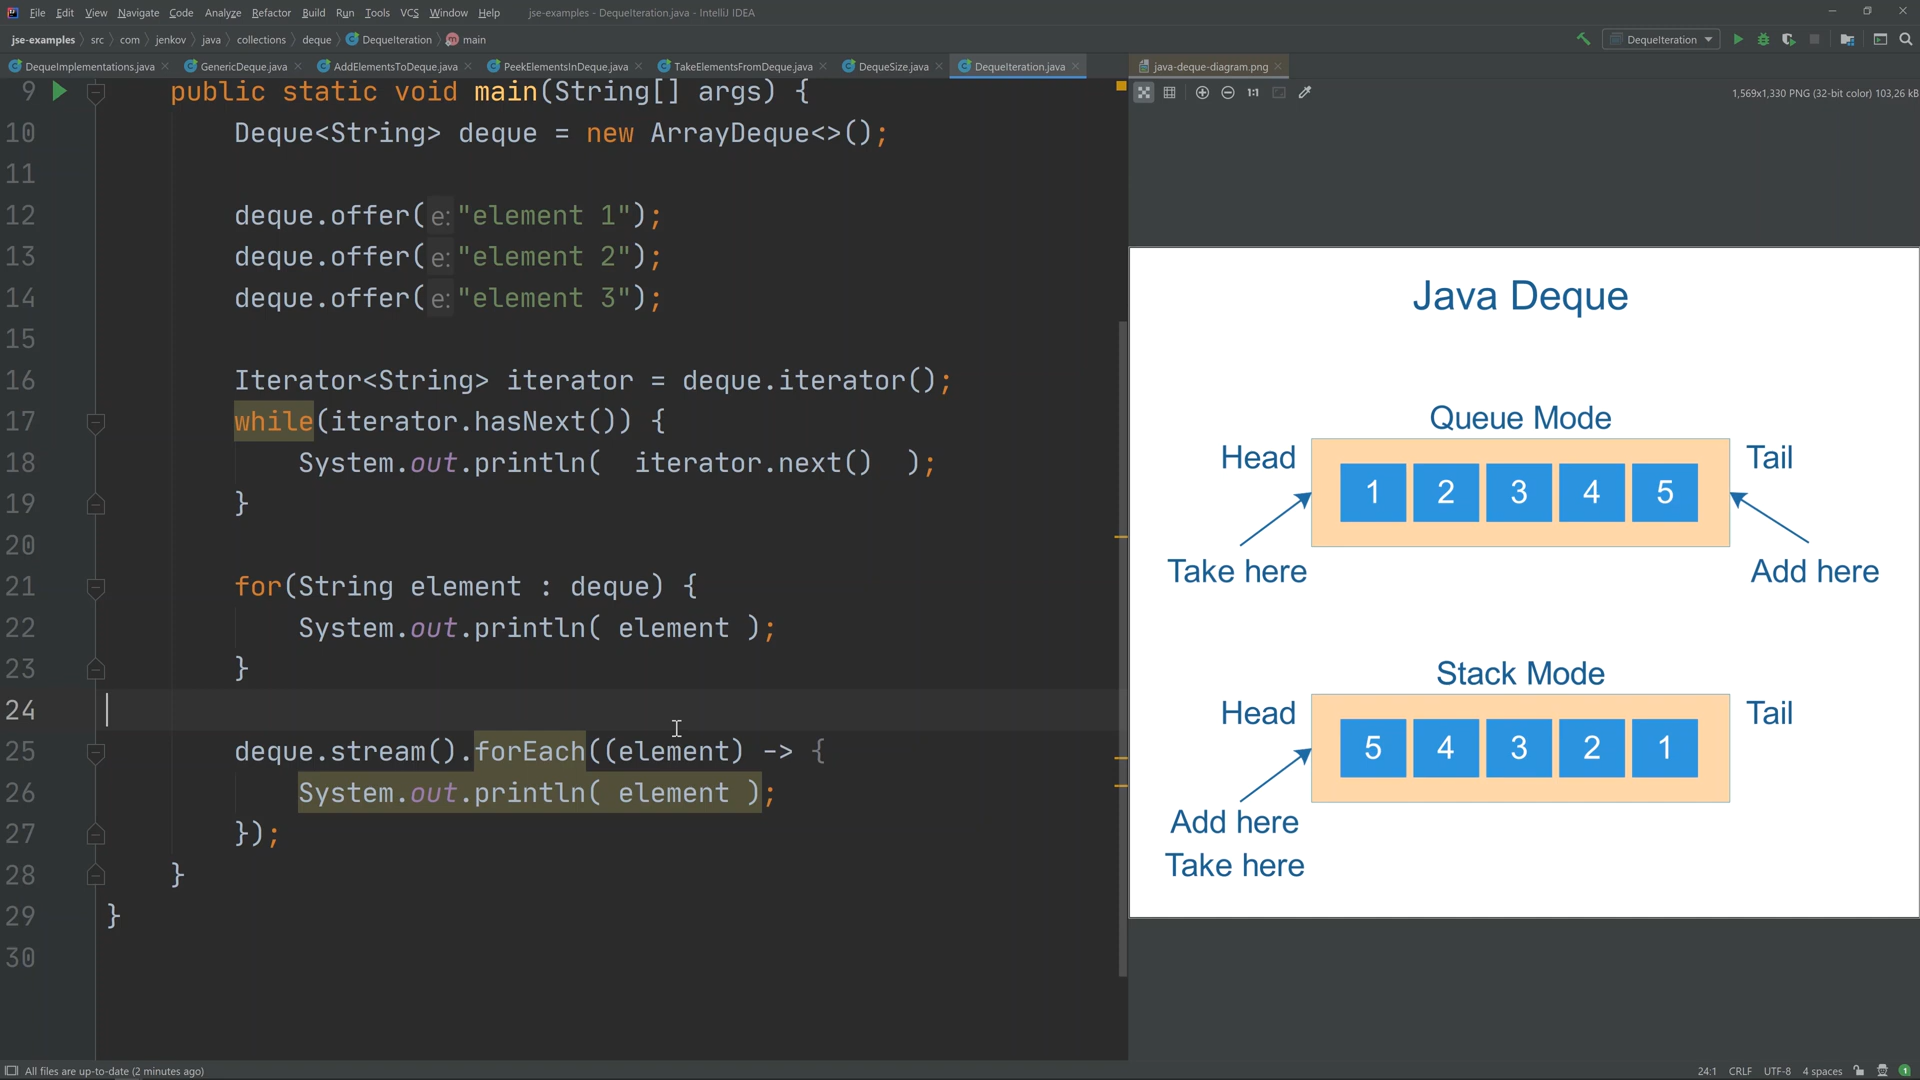 File Edit View Navigate Code Analyze Refactor Build Run Tools VCS Window Help jse-examples - DequeIteration.java - IntelliJ IDEA
jse-examples src com jenkov java collections deque DequeIteration main
DequeIteration
DequeImplementations.java GenericDeque.java AddElementsToDeque.java PeekElementsInDeque.java TakeElementsFromDeque.java DequeSize.java DequeIteration.java
java-deque-diagram.png
1:1 1,569x1,330 PNG (32-bit color) 103,26 kB
9 public static void main(String[] args) {
10 Deque<String> deque = new ArrayDeque<>();
11
12 deque.offer( e: "element 1");
13 deque.offer( e: "element 2");
14 deque.offer( e: "element 3");
15
16 Iterator<String> iterator = deque.iterator();
17 while(iterator.hasNext()) {
18 System.out.println(  iterator.next()  );
19 }
20
21 for(String element : deque) {
22 System.out.println( element );
23 }
24
25 deque.stream().forEach((element) -> {
26 System.out.println( element );
27 });
28 }
29 }
30
Java Deque
Queue Mode
Head 1 2 3 4 5 Tail
Take here Add here
Stack Mode
Head 5 4 3 2 1 Tail
Add here
Take here
All files are up-to-date (2 minutes ago)
24:1 CRLF UTF-8 4 spaces 1